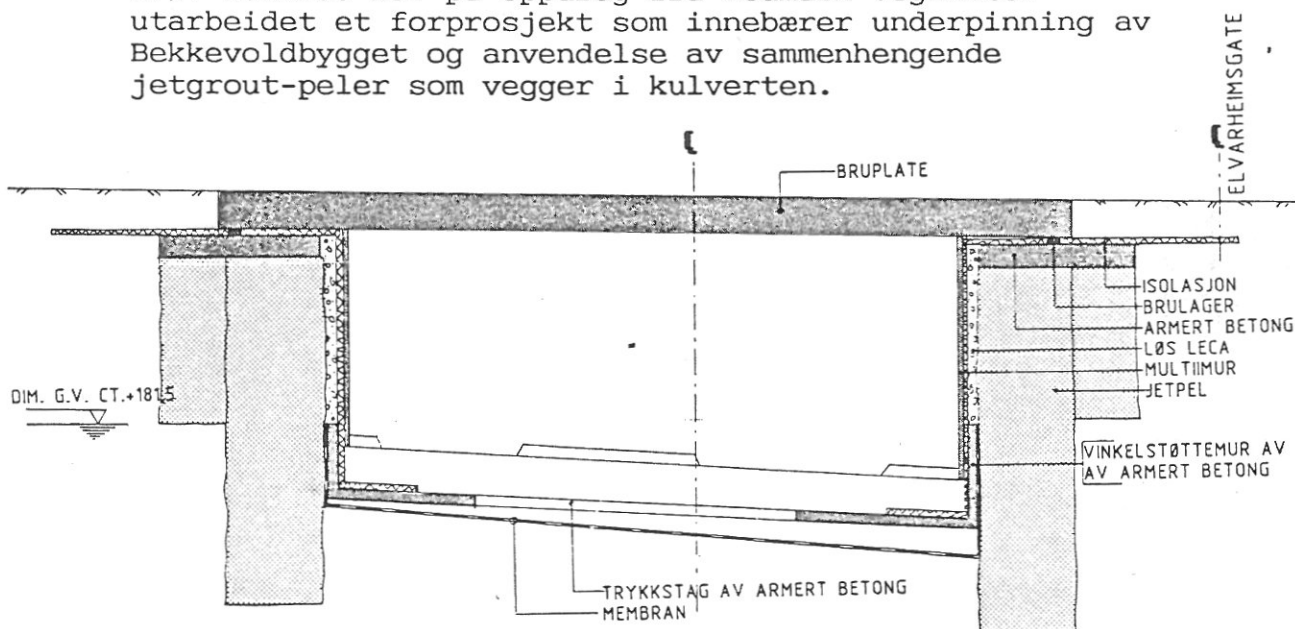 utarbeidet et forprosjekt som innebærer underpinning av
Bekkevoldbygget og anvendelse av sammenhengende
jetgrout-peler som vegger i kulverten.
ELVARHEIMSGATE
BRUPLATE
ISOLASJON
BRULAGER
ARMERT BETONG
LØS LECA
MULTIMUR
JETPEL
DIM. G.V. CT.+181.5
VINKELSTØTTEMUR AV
AV ARMERT BETONG
TRYKKSTAG AV ARMERT BETONG
MEMBRAN